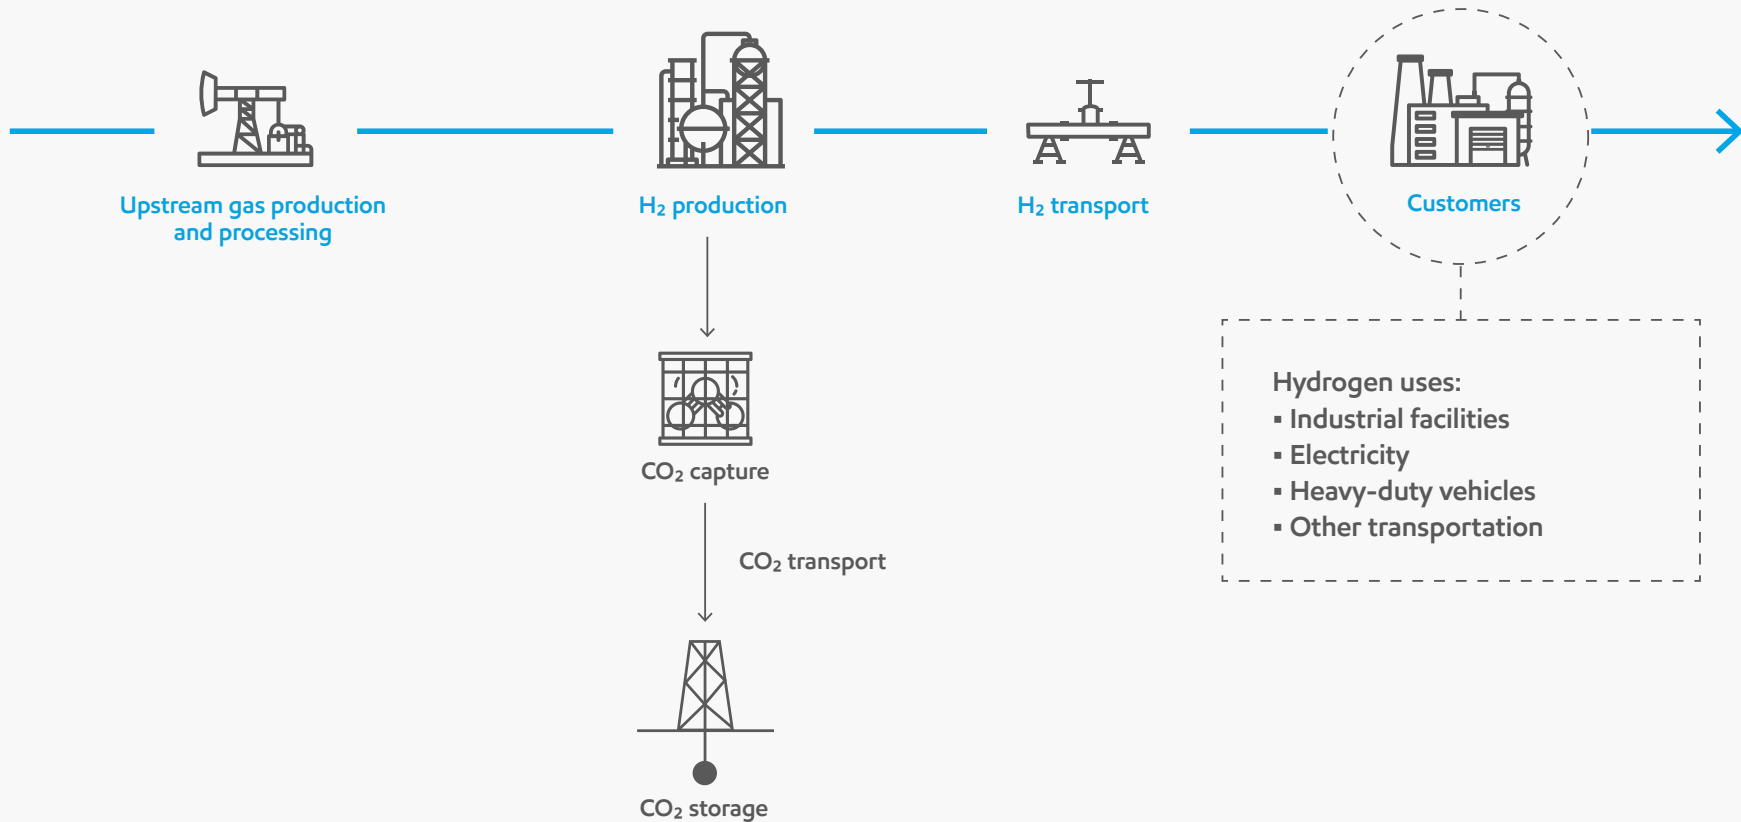 Upstream gas production
and processing
H₂ production
H₂ transport
Customers
CO₂ capture
CO₂ transport
CO₂ storage
Hydrogen uses:
▪ Industrial facilities
▪ Electricity
▪ Heavy-duty vehicles
▪ Other transportation